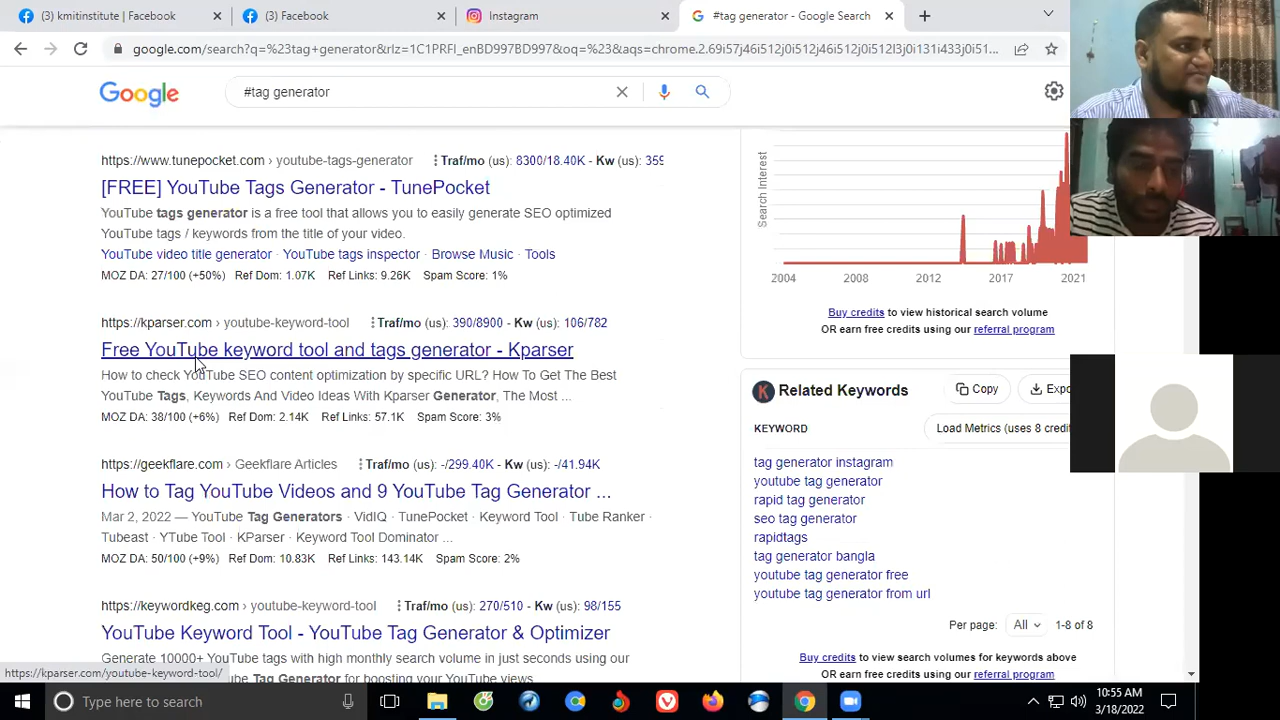 (3) kmitinstitute | Facebook
(3) Facebook
Instagram
#tag generator - Google Search
google.com/search?q=%23tag+generator&rlz=1C1PRFI_enBD997BD997&oq=%23&aqs=chrome.2.69i57j46i512j0i512j46i512j0i512l3j0i131i433j0i51...
Google
#tag generator
https://www.tunepocket.com › youtube-tags-generator Traf/mo (us): 8300/18.40K - Kw (us): 359
[FREE] YouTube Tags Generator - TunePocket
YouTube tags generator is a free tool that allows you to easily generate SEO optimized
YouTube tags / keywords from the title of your video.
YouTube video title generator · YouTube tags inspector · Browse Music · Tools
MOZ DA: 27/100 (+50%) Ref Dom: 1.07K Ref Links: 9.26K Spam Score: 1%
https://kparser.com › youtube-keyword-tool Traf/mo (us): 390/8900 - Kw (us): 106/782
Free YouTube keyword tool and tags generator - Kparser
How to check YouTube SEO content optimization by specific URL? How To Get The Best
YouTube Tags, Keywords And Video Ideas With Kparser Generator, The Most ...
MOZ DA: 38/100 (+6%) Ref Dom: 2.14K Ref Links: 57.1K Spam Score: 3%
https://geekflare.com › Geekflare Articles Traf/mo (us): -/299.40K - Kw (us): -/41.94K
How to Tag YouTube Videos and 9 YouTube Tag Generator ...
Mar 2, 2022 — YouTube Tag Generators · VidIQ · TunePocket · Keyword Tool · Tube Ranker ·
Tubeast · YTube Tool · KParser · Keyword Tool Dominator ...
MOZ DA: 50/100 (+9%) Ref Dom: 10.83K Ref Links: 143.14K Spam Score: 2%
https://keywordkeg.com › youtube-keyword-tool Traf/mo (us): 270/510 - Kw (us): 98/155
YouTube Keyword Tool - YouTube Tag Generator & Optimizer
Generate 10000+ YouTube tags with high monthly search volume in just seconds using our
YouTube Tag Generator for boosting your YouTube views
https://kparser.com/youtube-keyword-tool/
Search Interest
2004 2008 2012 2017 2021
Buy credits to view historical search volume
OR earn free credits using our referral program
Related Keywords
Copy
Expo
KEYWORD
Load Metrics (uses 8 credit
tag generator instagram
youtube tag generator
rapid tag generator
seo tag generator
rapidtags
tag generator bangla
youtube tag generator free
youtube tag generator from url
Per page: All 1-8 of 8
Buy credits to view search volumes for keywords above
OR earn free credits using our referral program
Type here to search
10:55 AM
3/18/2022